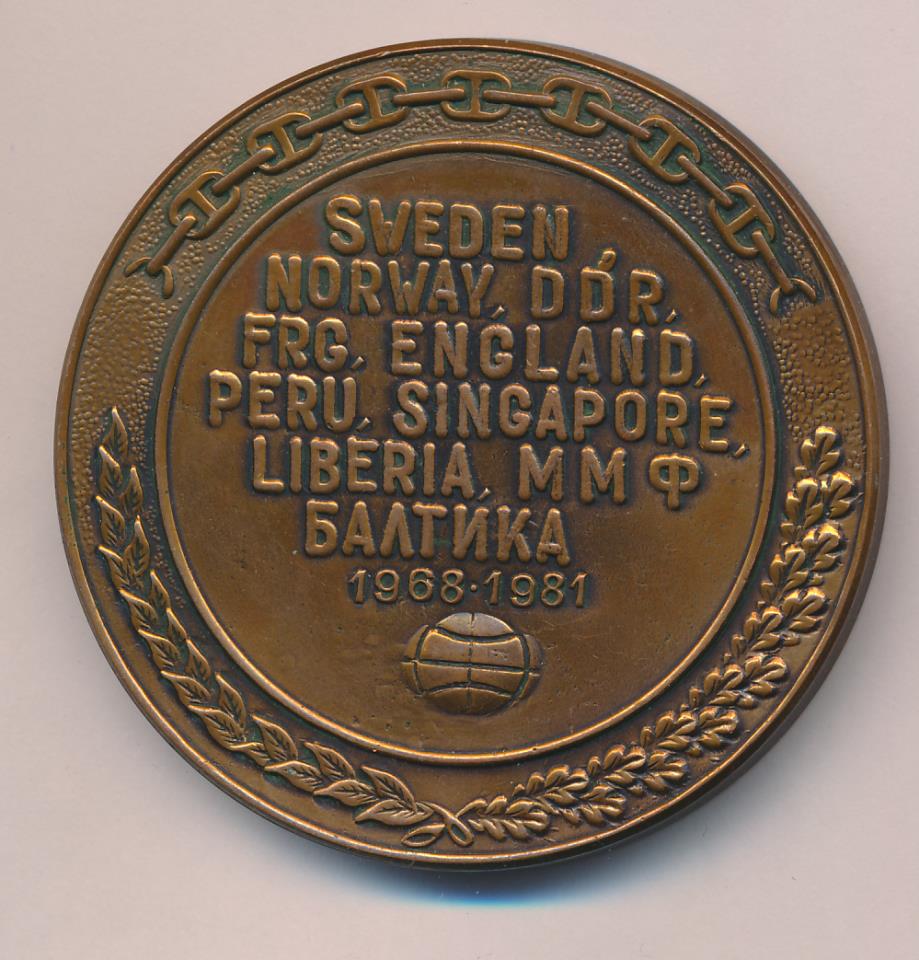 SWEDEN
NORWAY, DDR,
FRG, ENGLAND,
PERU, SINGAPORE,
LIBERIA, ММФ
БАЛТИКА
1968·1981